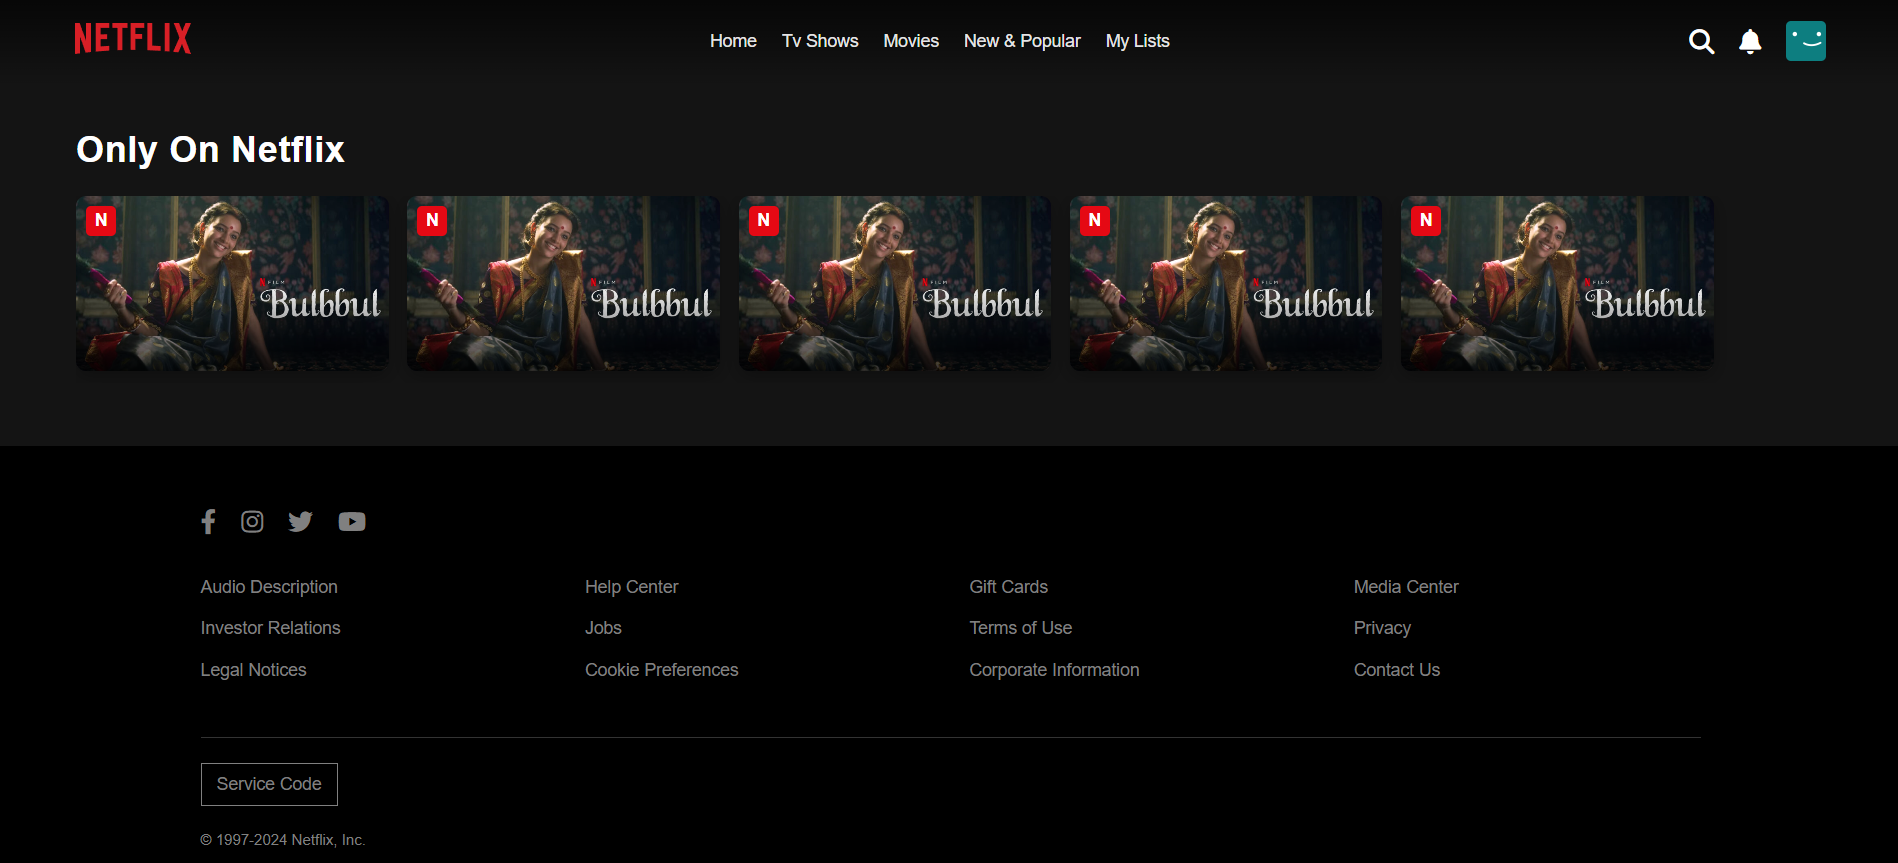 NETFLIX Home Tv Shows Movies New & Popular My Lists
Only On Netflix
N N N N N
N FILM N FILM N FILM N FILM N FILM
Bulbbul Bulbbul Bulbbul Bulbbul Bulbbul
Audio Description Help Center Gift Cards Media Center
Investor Relations Jobs Terms of Use Privacy
Legal Notices Cookie Preferences Corporate Information Contact Us
Service Code
© 1997-2024 Netflix, Inc.